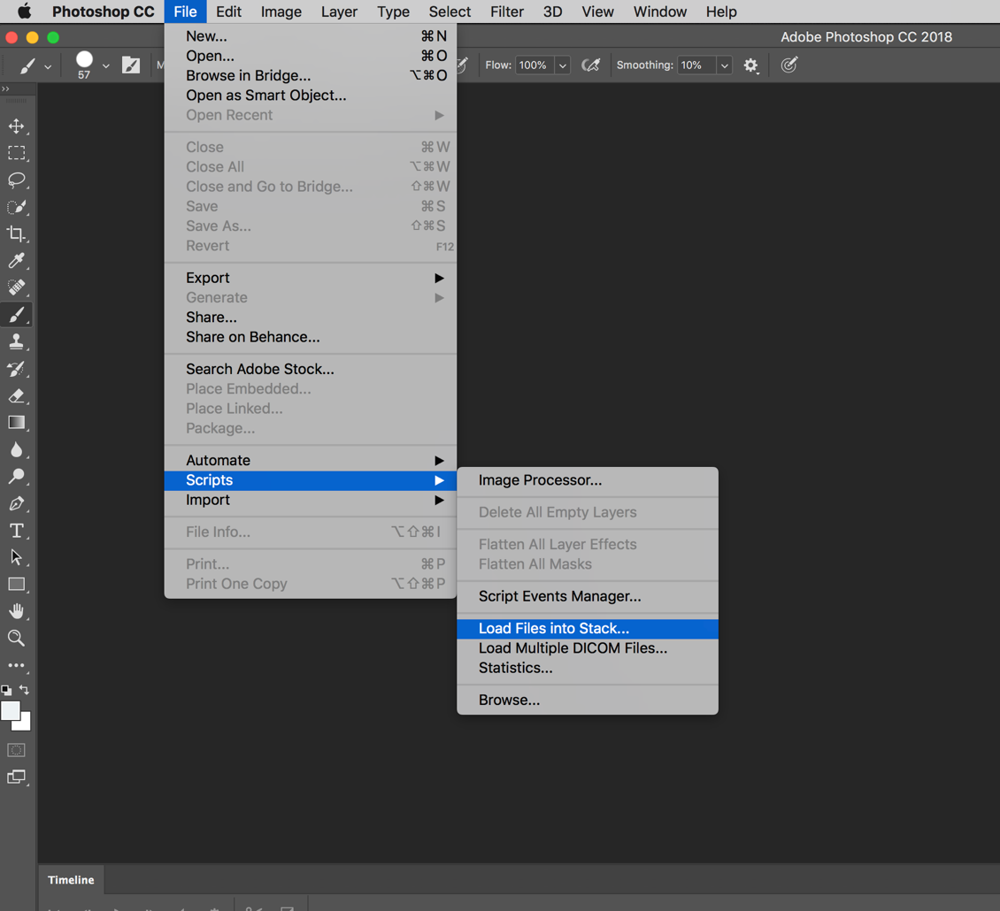 Photoshop CC File Edit Image Layer Type Select Filter 3D View Window Help
Adobe Photoshop CC 2018
57 M Flow: 100% Smoothing: 10%
New... ⌘N
Open... ⌘O
Browse in Bridge... ⌥⌘O
Open as Smart Object...
Open Recent ▶
Close ⌘W
Close All ⌥⌘W
Close and Go to Bridge... ⇧⌘W
Save ⌘S
Save As... ⇧⌘S
Revert F12
Export ▶
Generate ▶
Share...
Share on Behance...
Search Adobe Stock...
Place Embedded...
Place Linked...
Package...
Automate ▶
Scripts ▶
Import ▶
File Info... ⌥⇧⌘I
Print... ⌘P
Print One Copy ⌥⇧⌘P
Image Processor...
Delete All Empty Layers
Flatten All Layer Effects
Flatten All Masks
Script Events Manager...
Load Files into Stack...
Load Multiple DICOM Files...
Statistics...
Browse...
Timeline